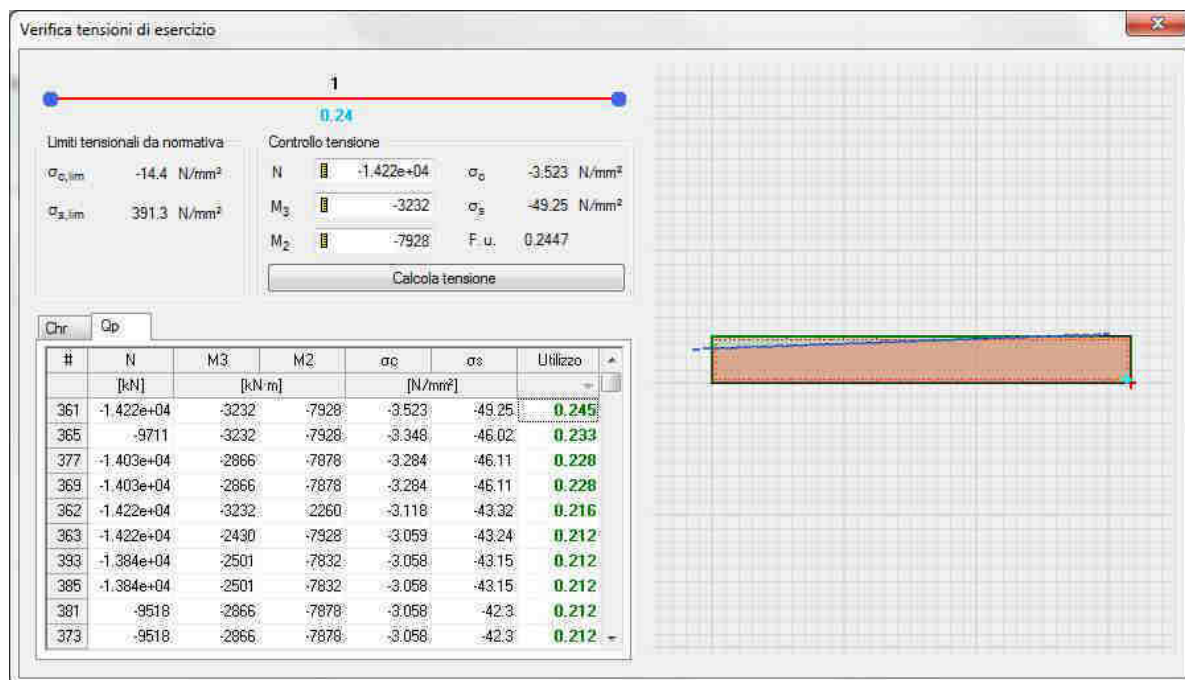 Verifica tensioni di esercizio
1
0.24
Limiti tensionali da normativa
σc,lim -14.4 N/mm²
σs,lim 391.3 N/mm²
Controllo tensione
N -1.422e+04 σc -3.523 N/mm²
M3 -3232 σs -49.25 N/mm²
M2 -7928 F. u. 0.2447
Calcola tensione
Chr Qp
# N M3 M2 σc σs Utilizzo
[kN] [kN·m] [N/mm²]
361 -1.422e+04 -3232 -7928 -3.523 -49.25 0.245
365 -9711 -3232 -7928 -3.348 -46.02 0.233
377 -1.403e+04 -2866 -7878 -3.284 -46.11 0.228
369 -1.403e+04 -2866 -7878 -3.284 -46.11 0.228
362 -1.422e+04 -3232 2260 -3.118 -43.32 0.216
363 -1.422e+04 -2430 -7928 -3.059 -43.24 0.212
393 -1.384e+04 -2501 -7832 -3.058 -43.15 0.212
385 -1.384e+04 -2501 -7832 -3.058 -43.15 0.212
381 -9518 -2866 -7878 -3.058 -42.3 0.212
373 -9518 -2866 -7878 -3.058 -42.3 0.212